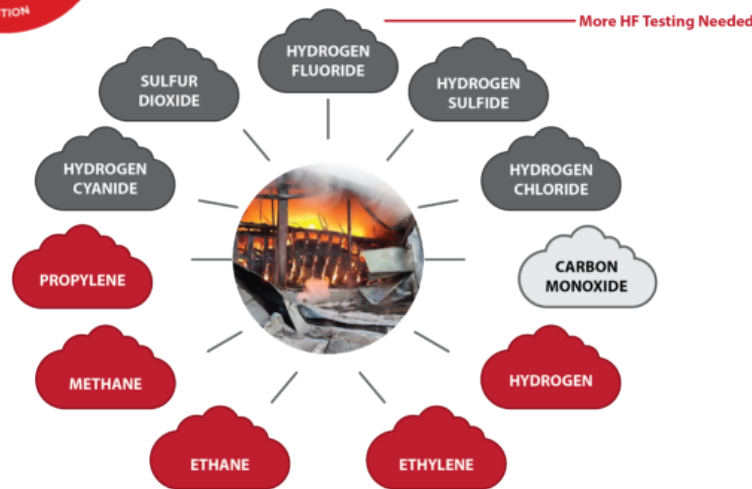 TION
More HF Testing Needed
HYDROGEN
FLUORIDE
SULFUR
DIOXIDE
HYDROGEN
SULFIDE
HYDROGEN
CYANIDE
HYDROGEN
CHLORIDE
PROPYLENE
CARBON
MONOXIDE
METHANE
HYDROGEN
ETHANE
ETHYLENE